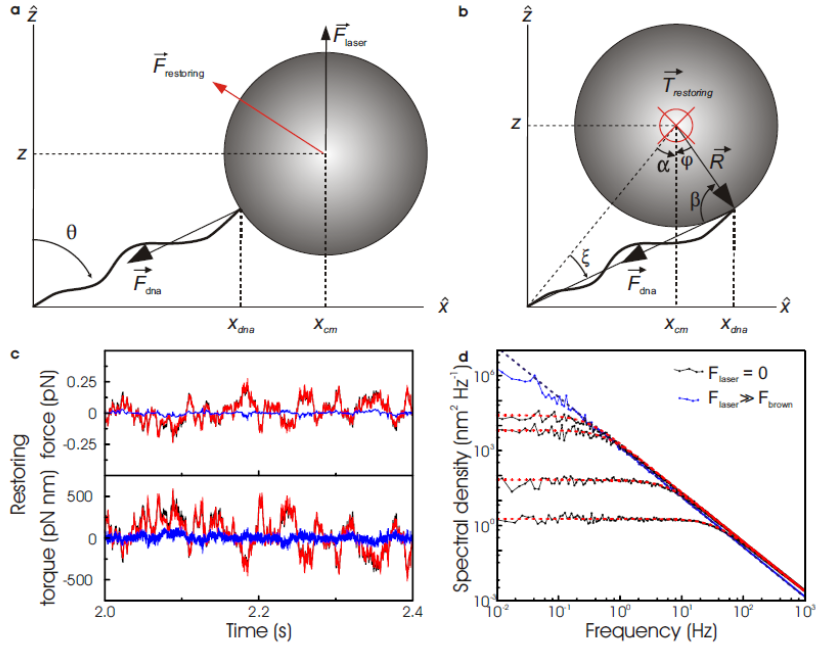 a
ẑ
F⃗laser
F⃗restoring
z
θ
F⃗dna
xdna
xcm
x̂
b
ẑ
T⃗restoring
z
α
φ
R⃗
β
ξ
F⃗dna
xcm
xdna
x̂
c
Restoring
force (pN)
0.25
0
-0.25
torque (pN nm)
500
0
-500
2.0
2.2
2.4
Time (s)
d
Flaser = 0
Flaser ≫ Fbrown
Spectral density (nm² Hz⁻¹)
10⁶
10³
10⁰
10⁻³
10⁻²
10⁻¹
10⁰
10¹
10²
10³
Frequency (Hz)